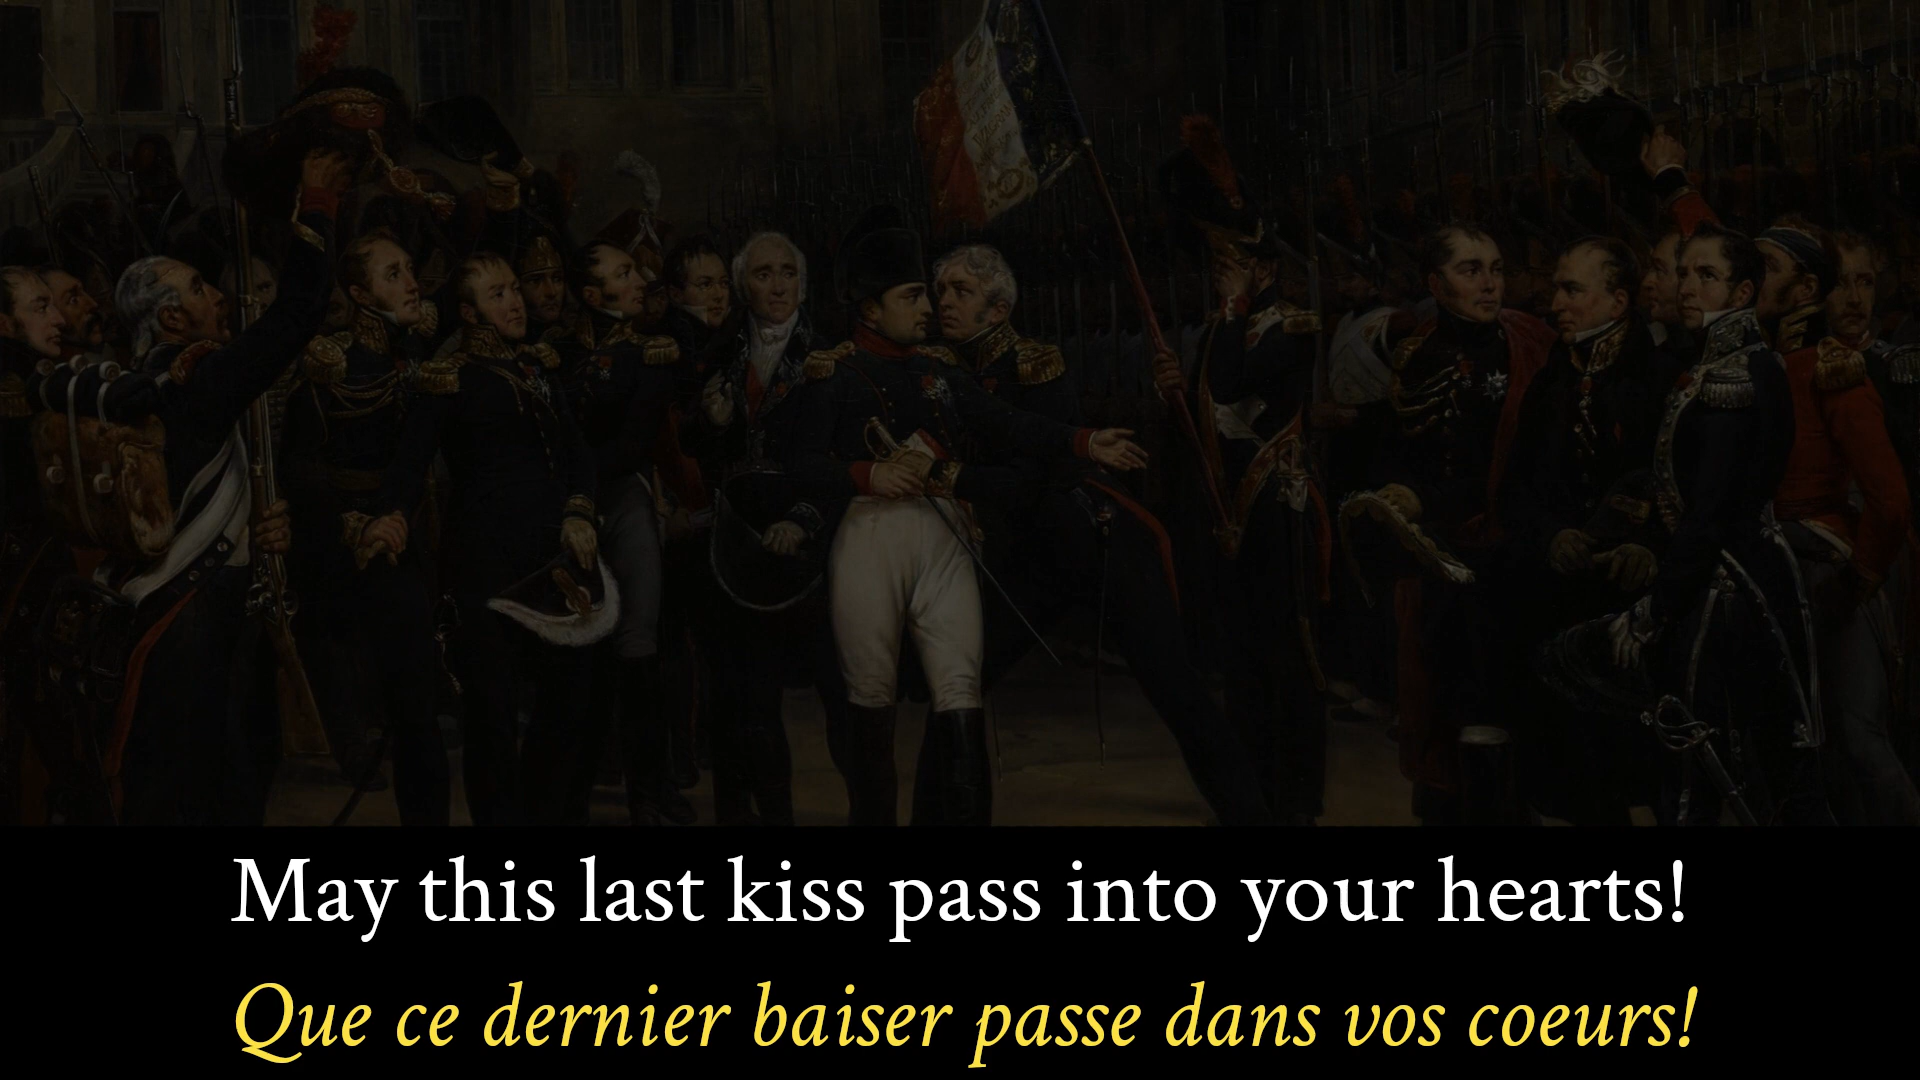 May this last kiss pass into your hearts!
Que ce dernier baiser passe dans vos coeurs!